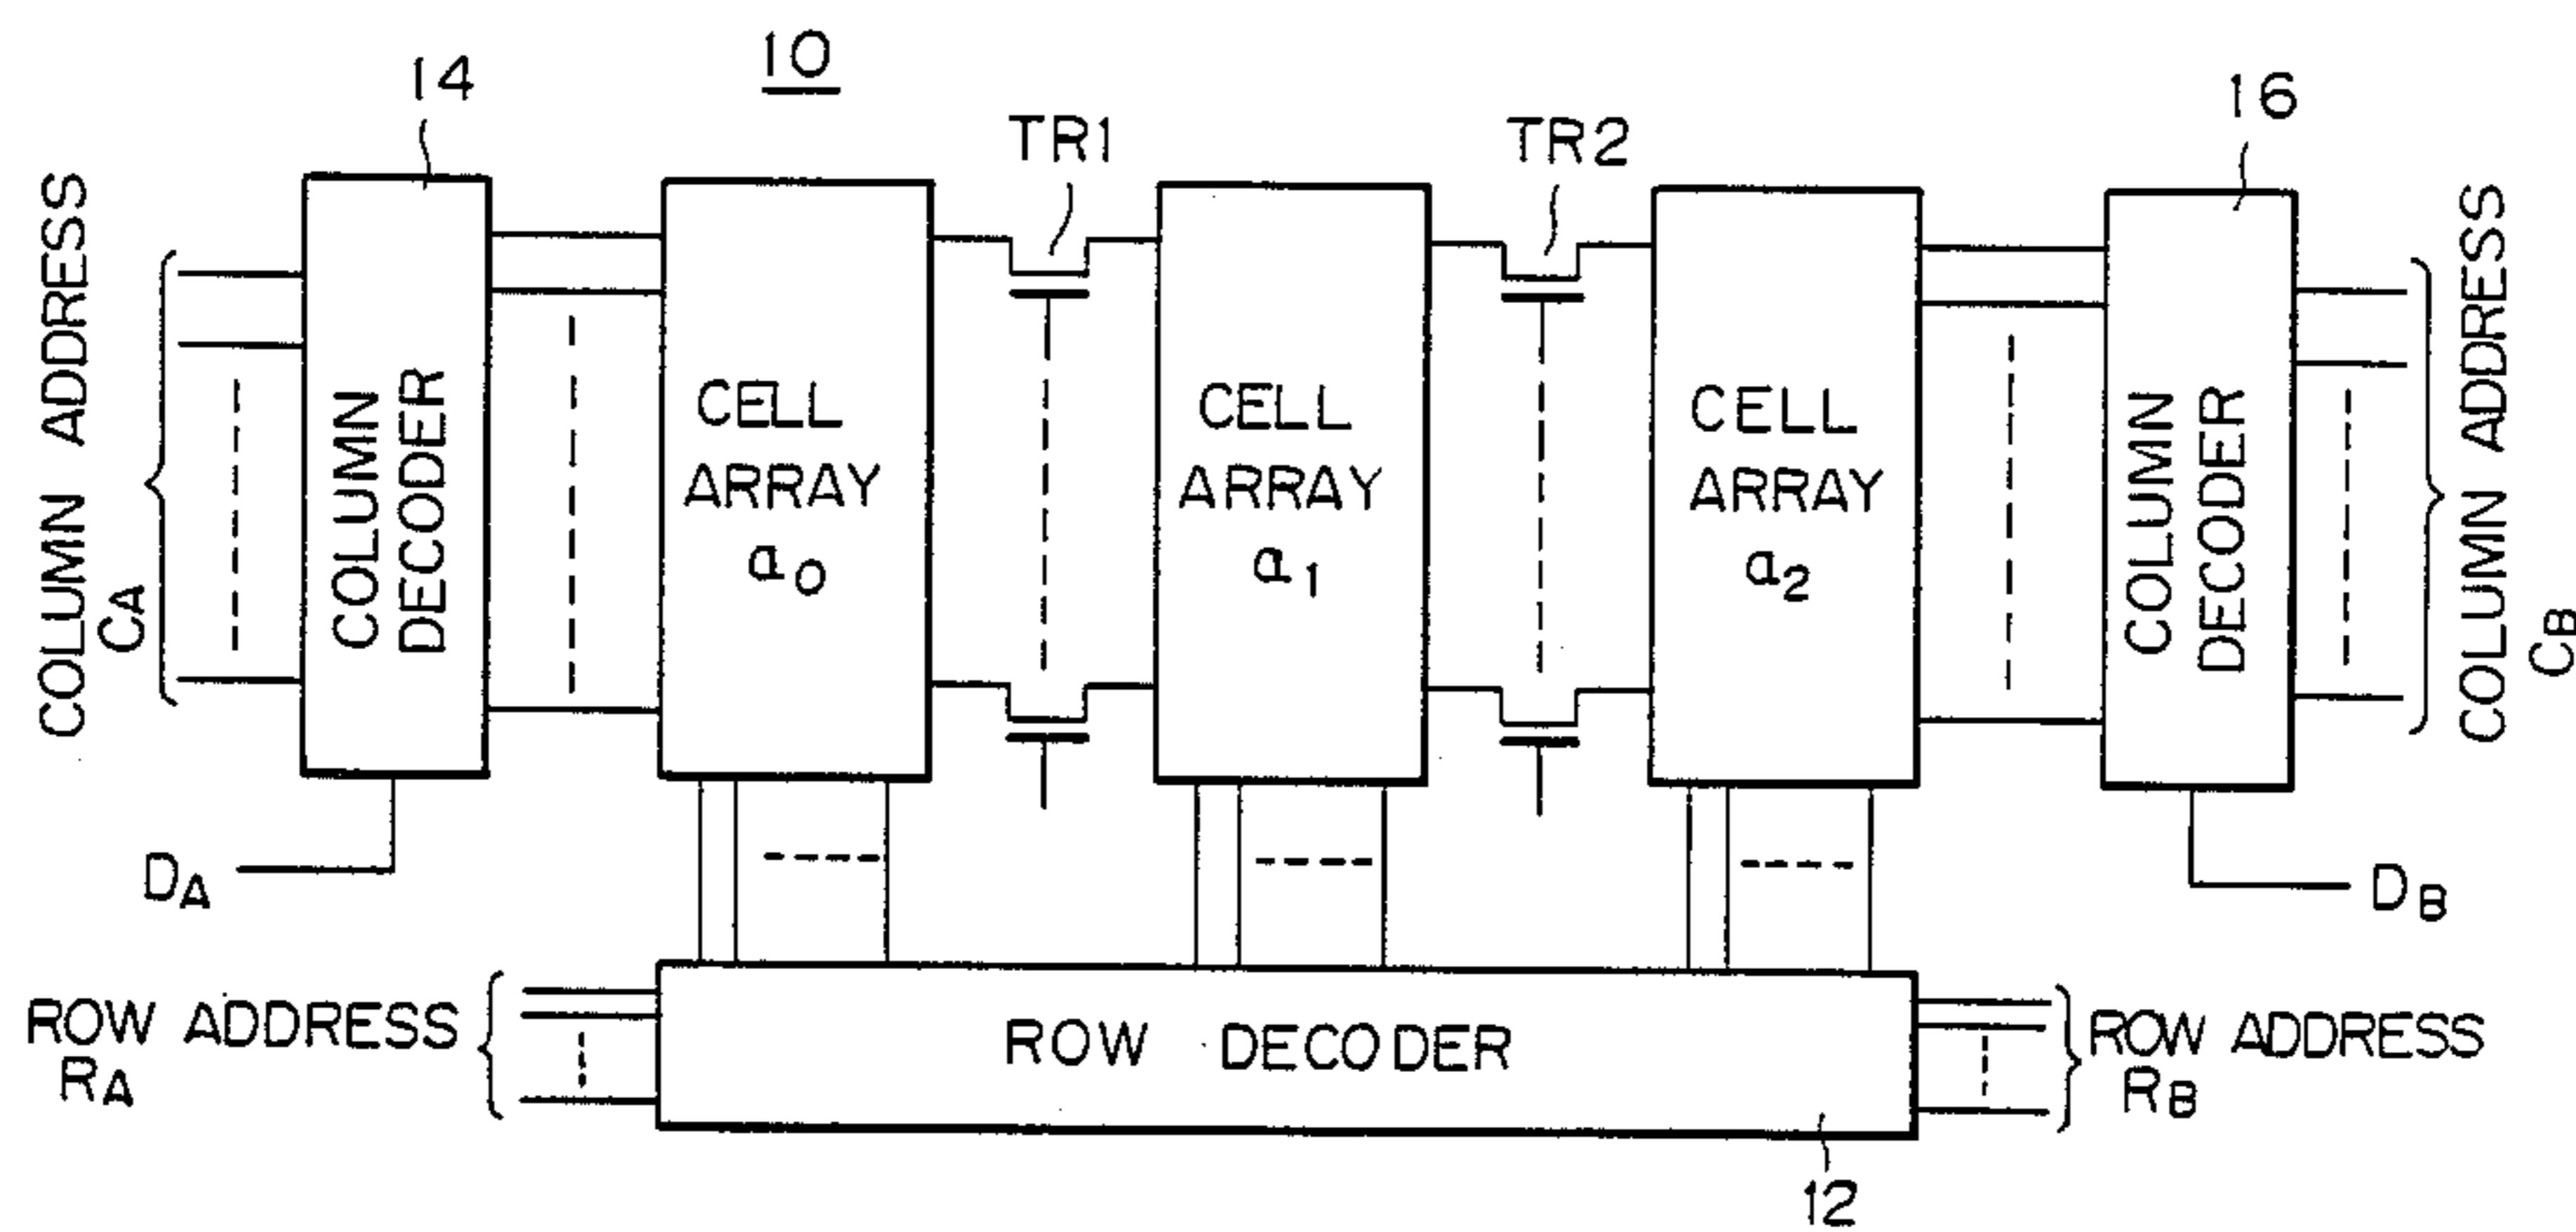 10
14
TR1
TR2
16
COLUMN ADDRESS
CA
COLUMN
DECODER
CELL
ARRAY
a0
CELL
ARRAY
a1
CELL
ARRAY
a2
COLUMN
DECODER
COLUMN ADDRESS
CB
DA
DB
ROW ADDRESS
RA
ROW DECODER
ROW ADDRESS
RB
12